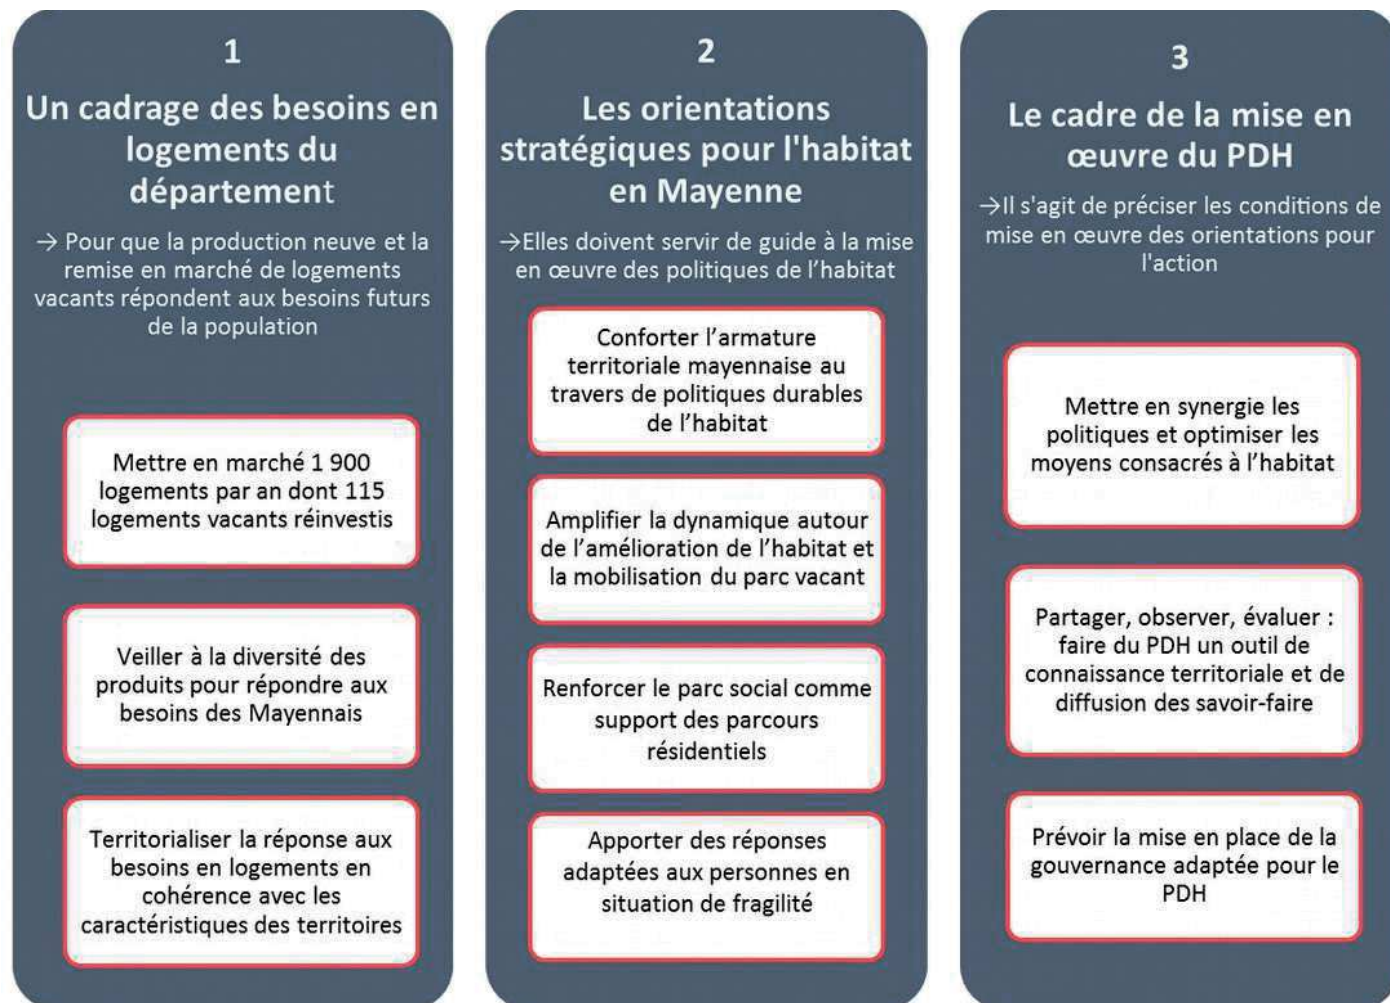 1
Un cadrage des besoins en
logements du
département
→ Pour que la production neuve et la
remise en marché de logements
vacants répondent aux besoins futurs
de la population
Mettre en marché 1 900
logements par an dont 115
logements vacants réinvestis
Veiller à la diversité des
produits pour répondre aux
besoins des Mayennais
Territorialiser la réponse aux
besoins en logements en
cohérence avec les
caractéristiques des territoires
2
Les orientations
stratégiques pour l'habitat
en Mayenne
→Elles doivent servir de guide à la mise
en œuvre des politiques de l’habitat
Conforter l’armature
territoriale mayennaise au
travers de politiques durables
de l’habitat
Amplifier la dynamique autour
de l’amélioration de l’habitat et
la mobilisation du parc vacant
Renforcer le parc social comme
support des parcours
résidentiels
Apporter des réponses
adaptées aux personnes en
situation de fragilité
3
Le cadre de la mise en
œuvre du PDH
→Il s'agit de préciser les conditions de
mise en œuvre des orientations pour
l'action
Mettre en synergie les
politiques et optimiser les
moyens consacrés à l’habitat
Partager, observer, évaluer :
faire du PDH un outil de
connaissance territoriale et de
diffusion des savoir-faire
Prévoir la mise en place de la
gouvernance adaptée pour le
PDH